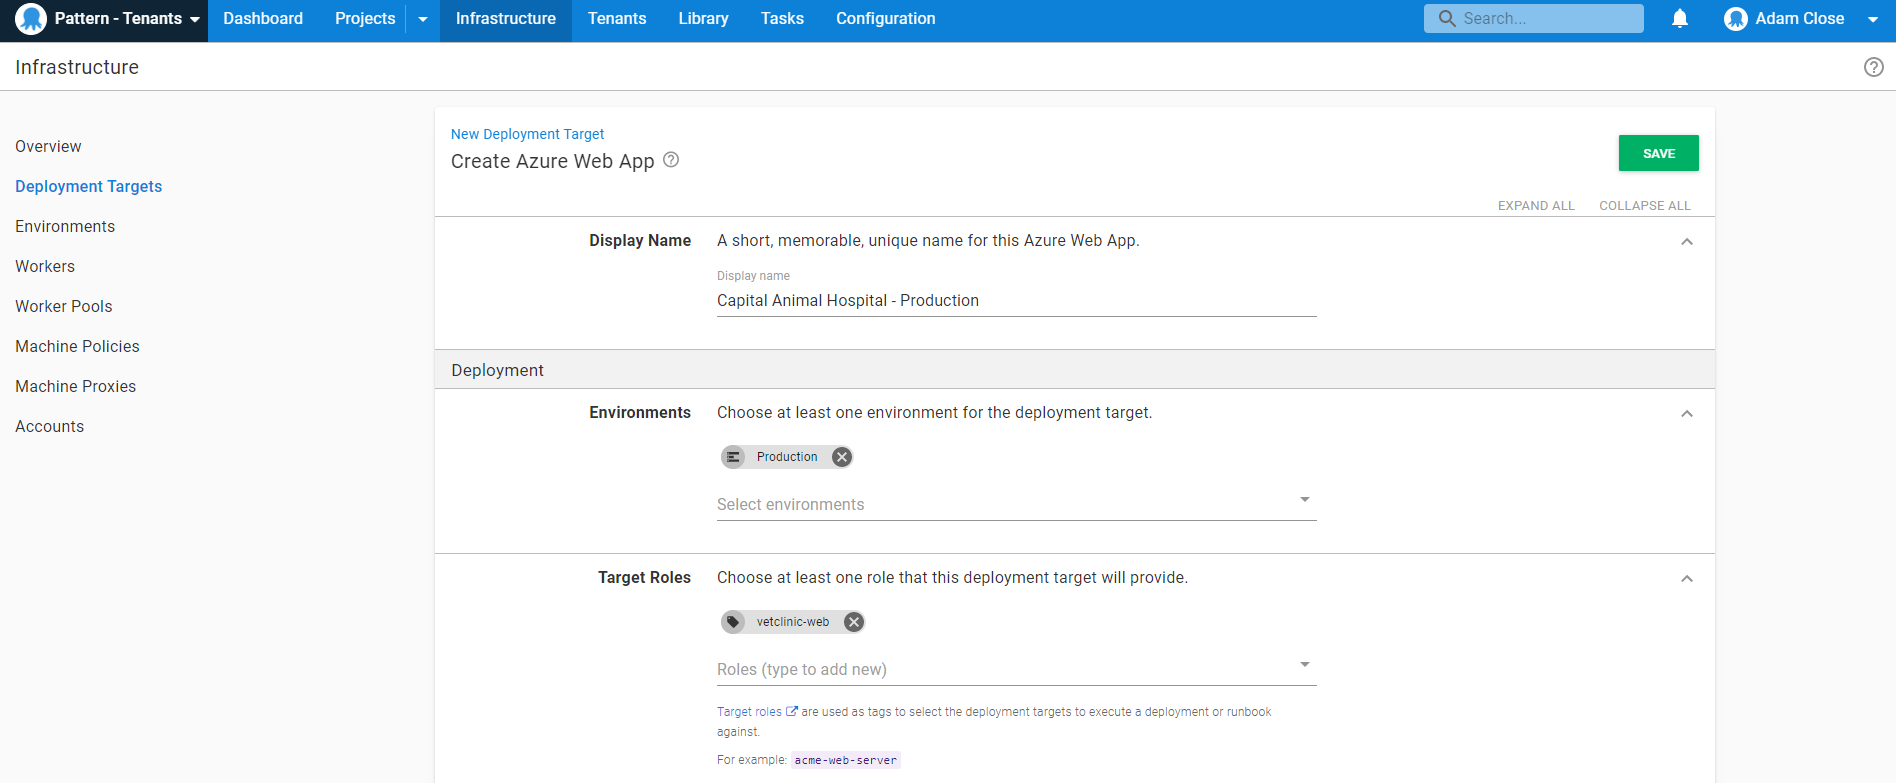 Pattern - Tenants Dashboard Projects Infrastructure Tenants Library Tasks Configuration Search... Adam Close
Infrastructure
Overview
Deployment Targets
Environments
Workers
Worker Pools
Machine Policies
Machine Proxies
Accounts
New Deployment Target
Create Azure Web App
SAVE
EXPAND ALL COLLAPSE ALL
Display Name A short, memorable, unique name for this Azure Web App.
Display name
Capital Animal Hospital - Production
Deployment
Environments Choose at least one environment for the deployment target.
Production
Select environments
Target Roles Choose at least one role that this deployment target will provide.
vetclinic-web
Roles (type to add new)
Target roles are used as tags to select the deployment targets to execute a deployment or runbook
against.
For example: acme-web-server